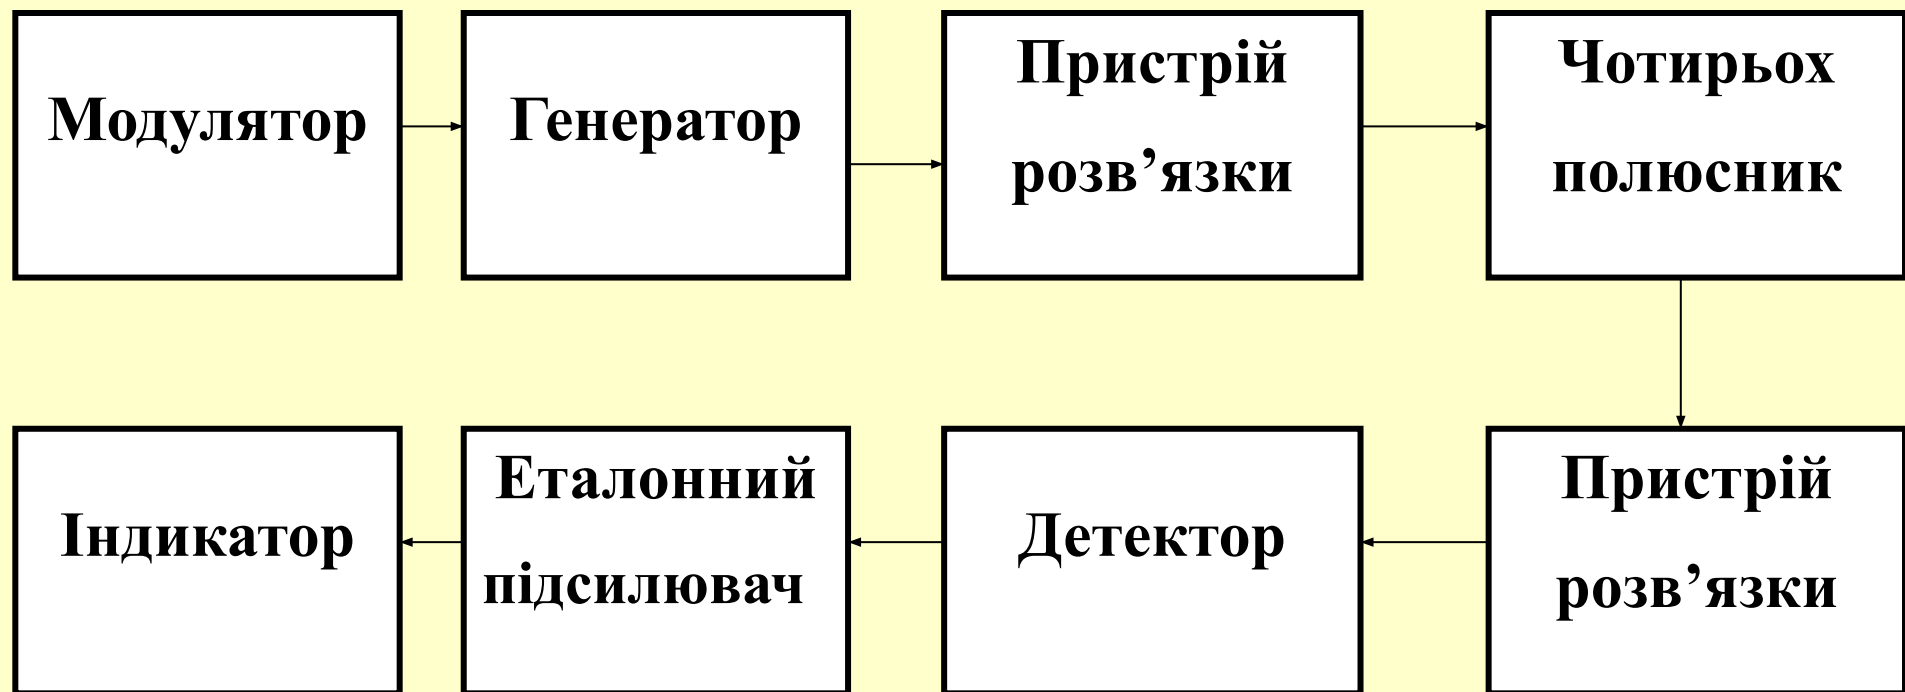 Модулятор
Генератор
Пристрій
розв’язки
Чотирьох
полюсник
Індикатор
Еталонний
підсилювач
Детектор
Пристрій
розв’язки